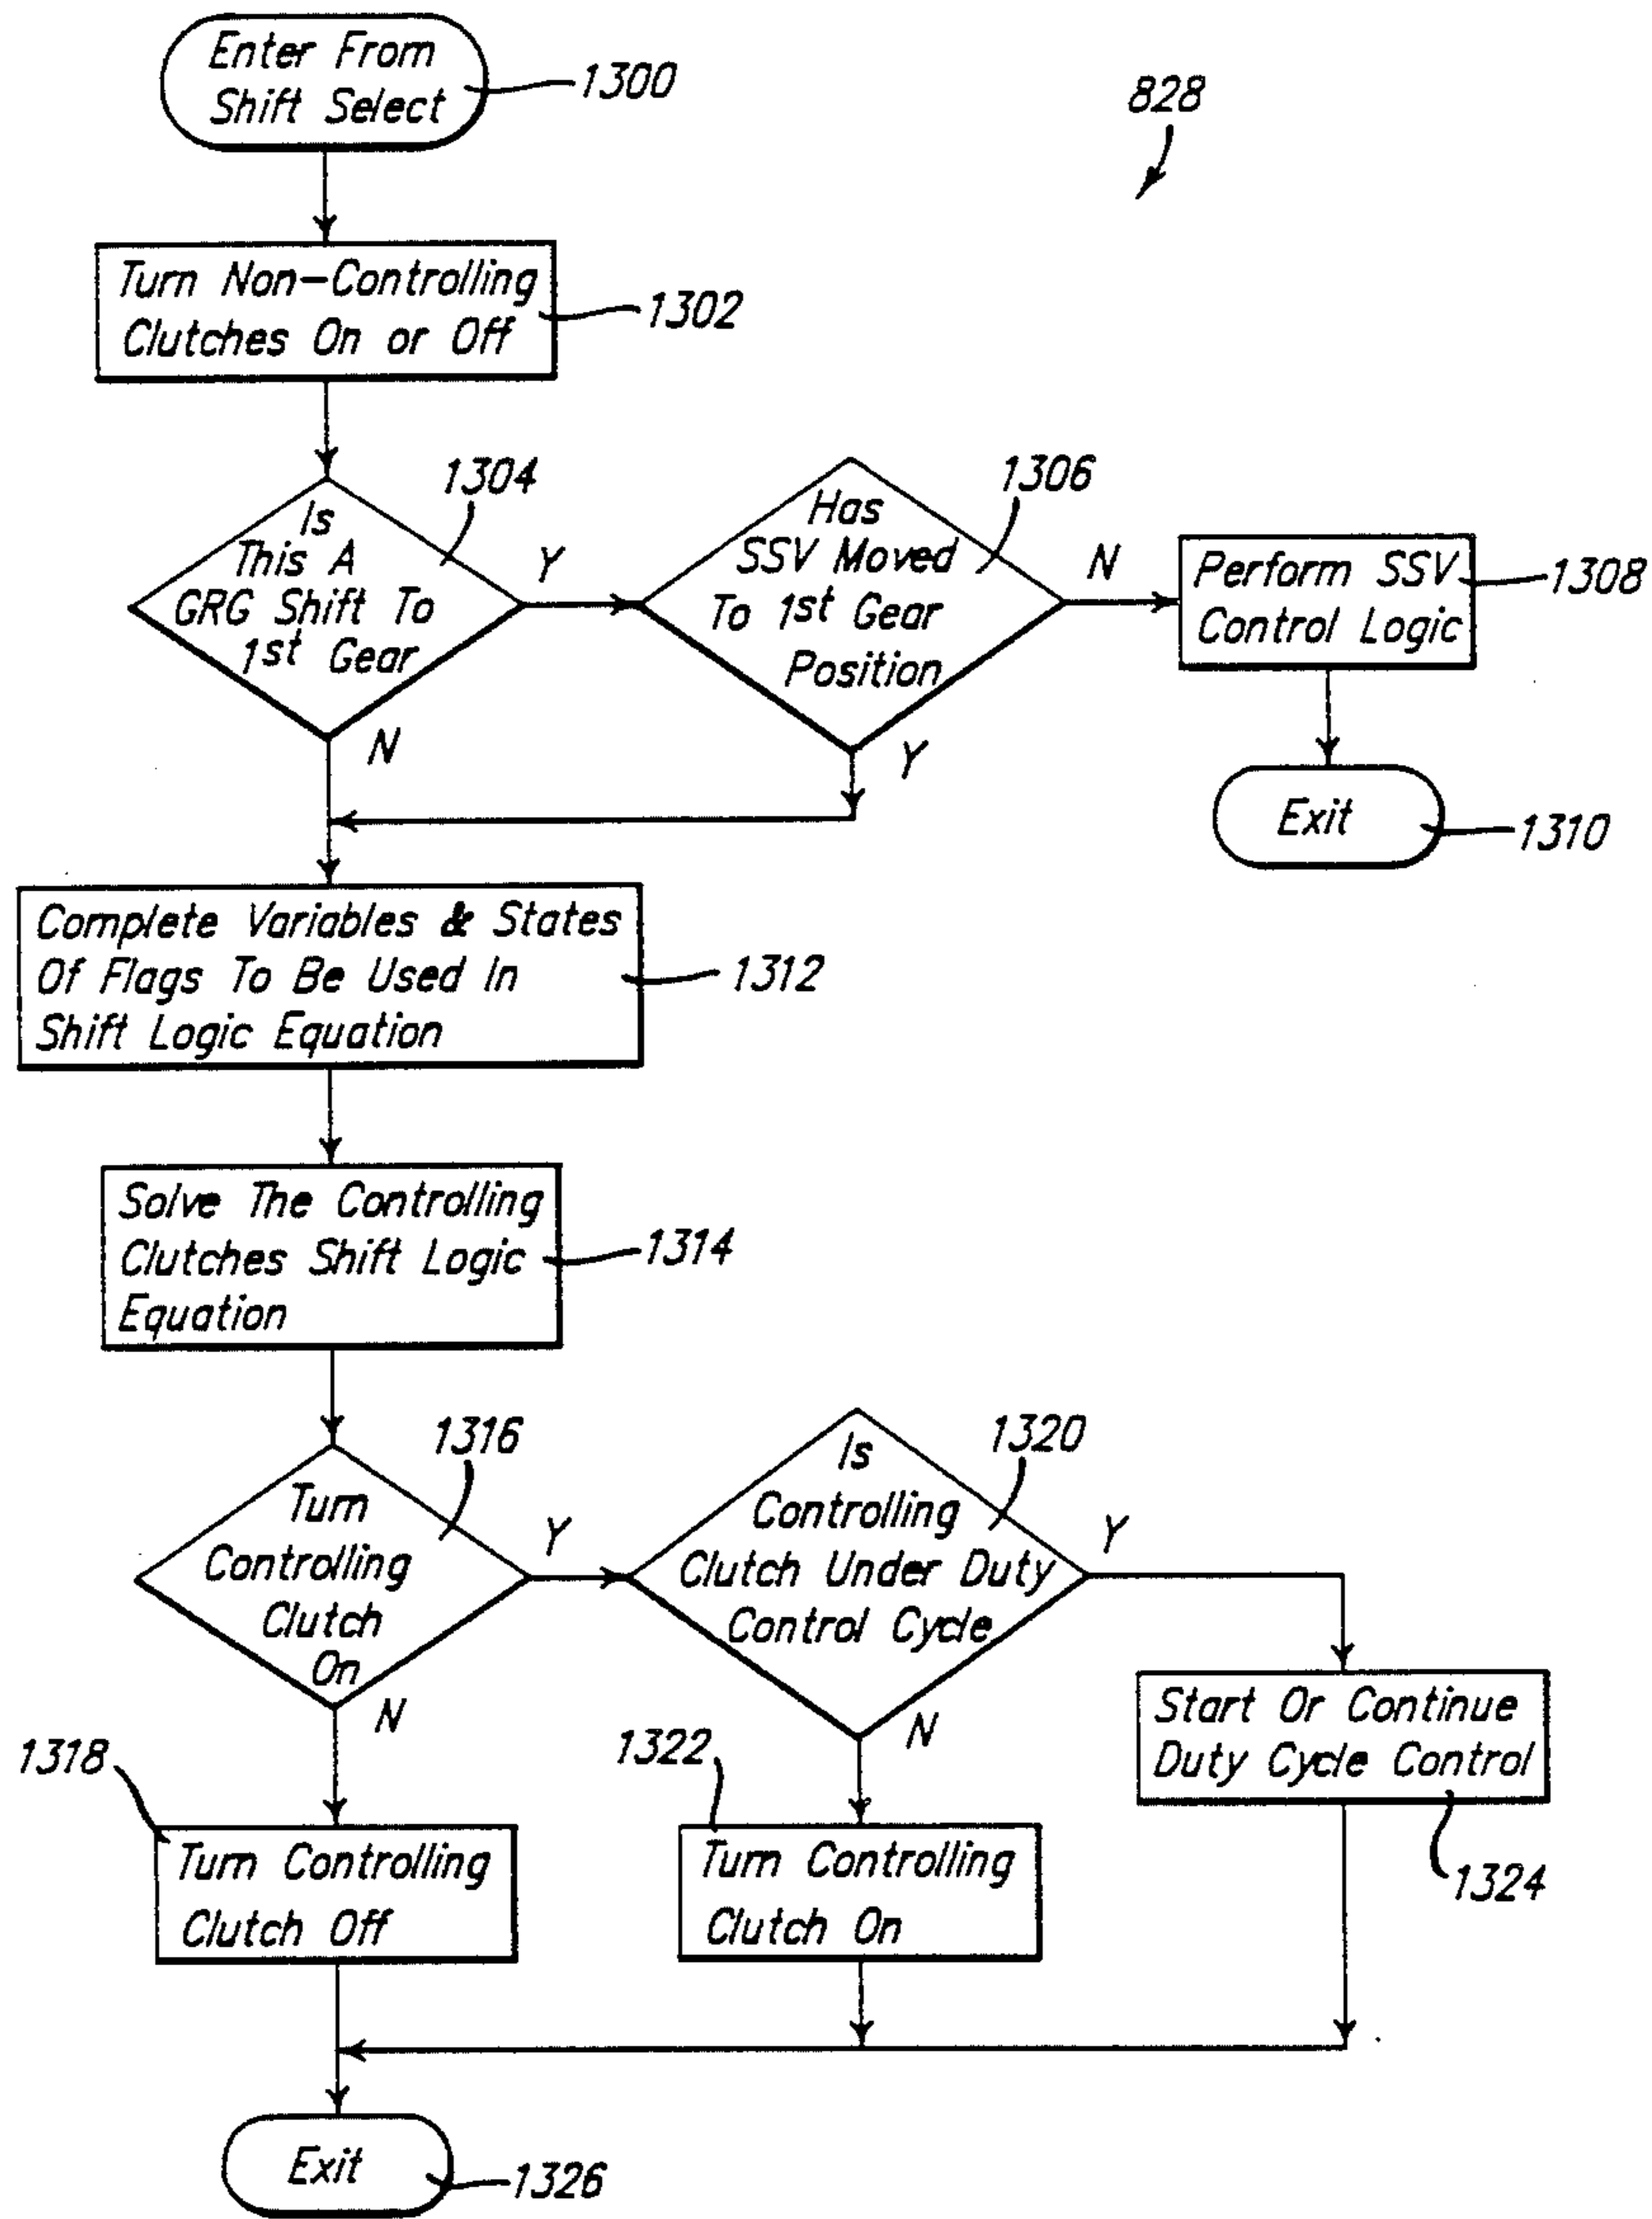 Enter From
Shift Select
1300
828
Turn Non-Controlling
Clutches On or Off
1302
Is
This A
GRG Shift To
1st Gear
1304
Y
N
Has
SSV Moved
To 1st Gear
Position
1306
N
Y
Perform SSV
Control Logic
1308
Exit
1310
Complete Variables & States
Of Flags To Be Used In
Shift Logic Equation
1312
Solve The Controlling
Clutches Shift Logic
Equation
1314
Turn
Controlling
Clutch
On
1316
Y
N
Is
Controlling
Clutch Under Duty
Control Cycle
1320
Y
N
1318
Turn Controlling
Clutch Off
1322
Turn Controlling
Clutch On
Start Or Continue
Duty Cycle Control
1324
Exit
1326